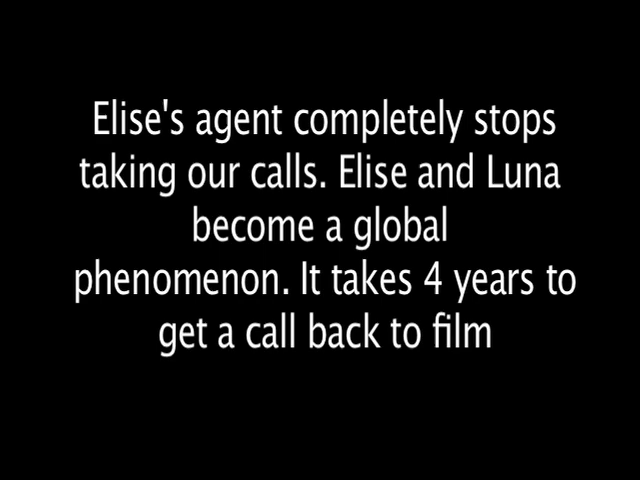 Elise's agent completely stops
taking our calls. Elise and Luna
become a global
phenomenon. It takes 4 years to
get a call back to film